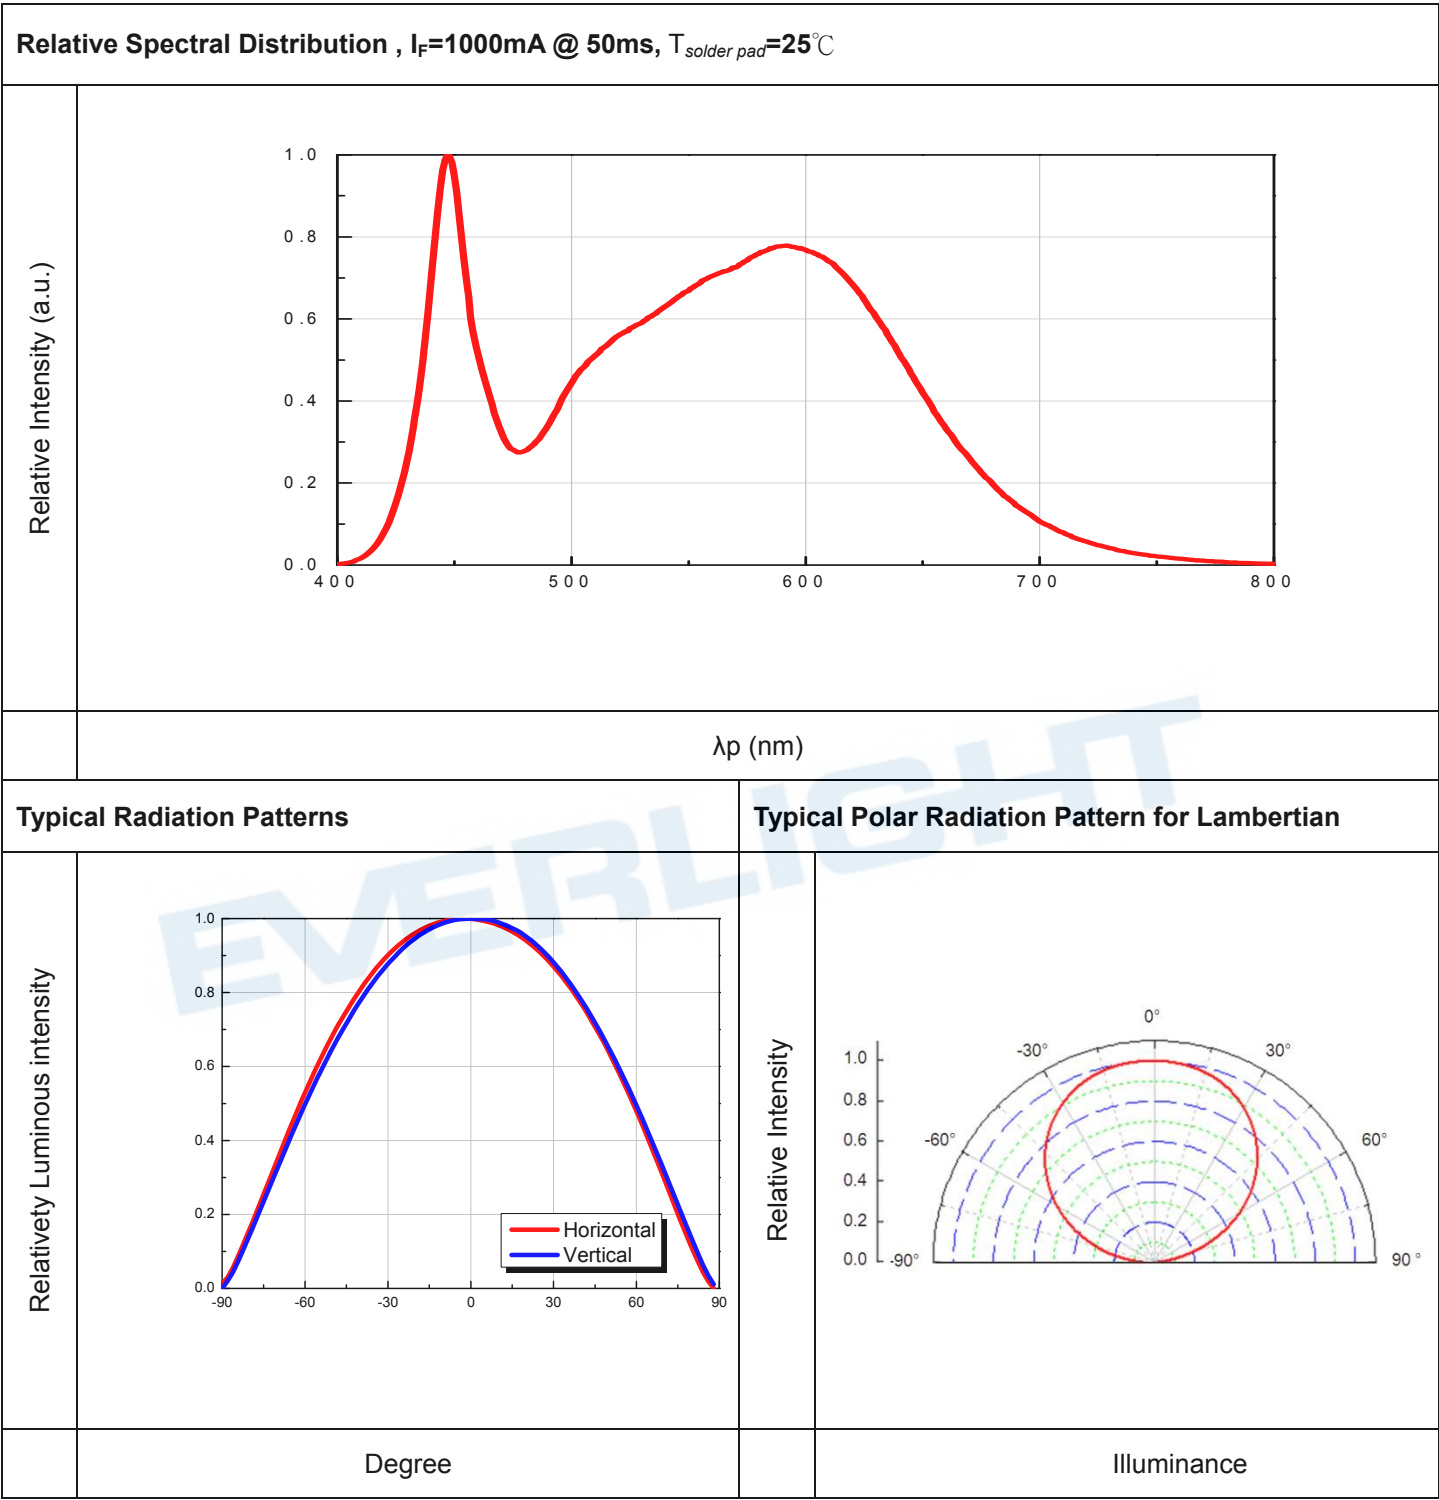 Relative Spectral Distribution , IF=1000mA @ 50ms, Tsolder pad=25℃
Relative Intensity (a.u.)
1.0
0.8
0.6
0.4
0.2
0.0
400 500 600 700 800
λp (nm)
EVERLIGHT
Typical Radiation Patterns
Relativety Luminous intensity
1.0
0.8
0.6
0.4
0.2
0.0
-90 -60 -30 0 30 60 90
Horizontal
Vertical
Degree
Typical Polar Radiation Pattern for Lambertian
Relative Intensity
1.0
0.8
0.6
0.4
0.2
0.0
0°
-30° 30°
-60° 60°
-90° 90 °
Illuminance